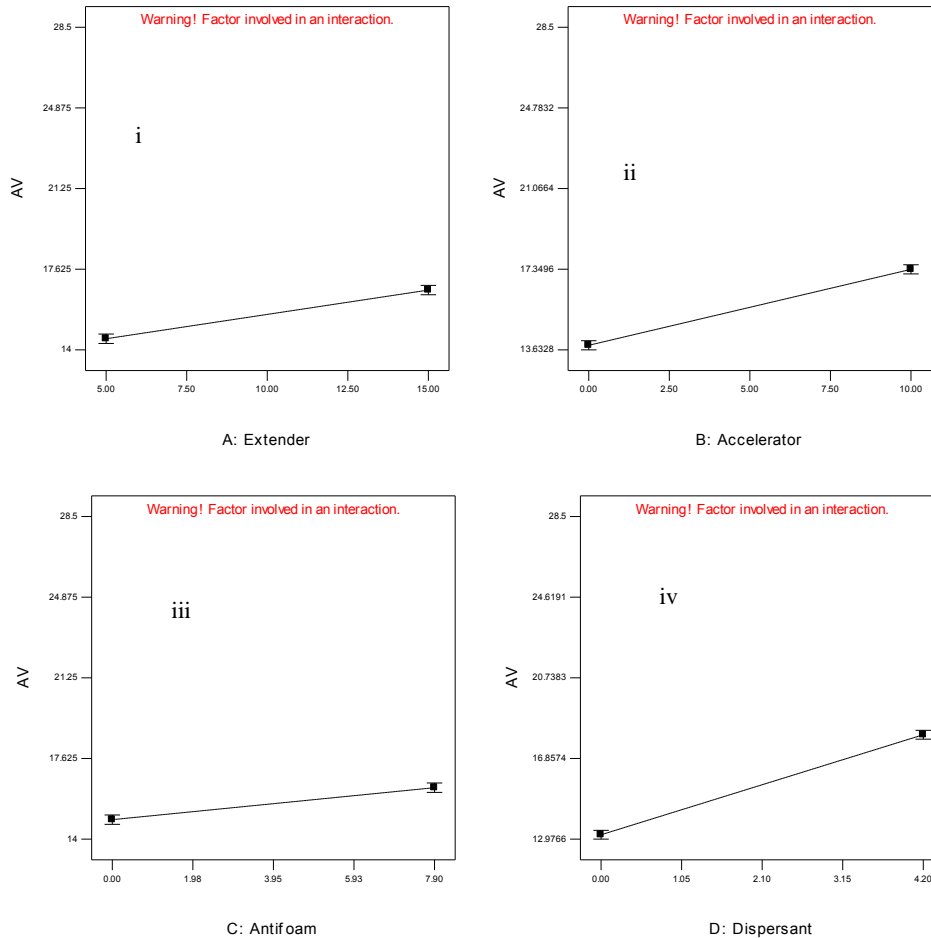 Warning! Factor involved in an interaction.
28.5
24.875
21.25
17.625
14
AV
i
5.00 7.50 10.00 12.50 15.00
A: Extender
Warning! Factor involved in an interaction.
28.5
24.7832
21.0664
17.3496
13.6328
AV
ii
0.00 2.50 5.00 7.50 10.00
B: Accelerator
Warning! Factor involved in an interaction.
28.5
24.875
21.25
17.625
14
AV
iii
0.00 1.98 3.95 5.93 7.90
C: Antifoam
Warning! Factor involved in an interaction.
28.5
24.6191
20.7383
16.8574
12.9766
AV
iv
0.00 1.05 2.10 3.15 4.20
D: Dispersant